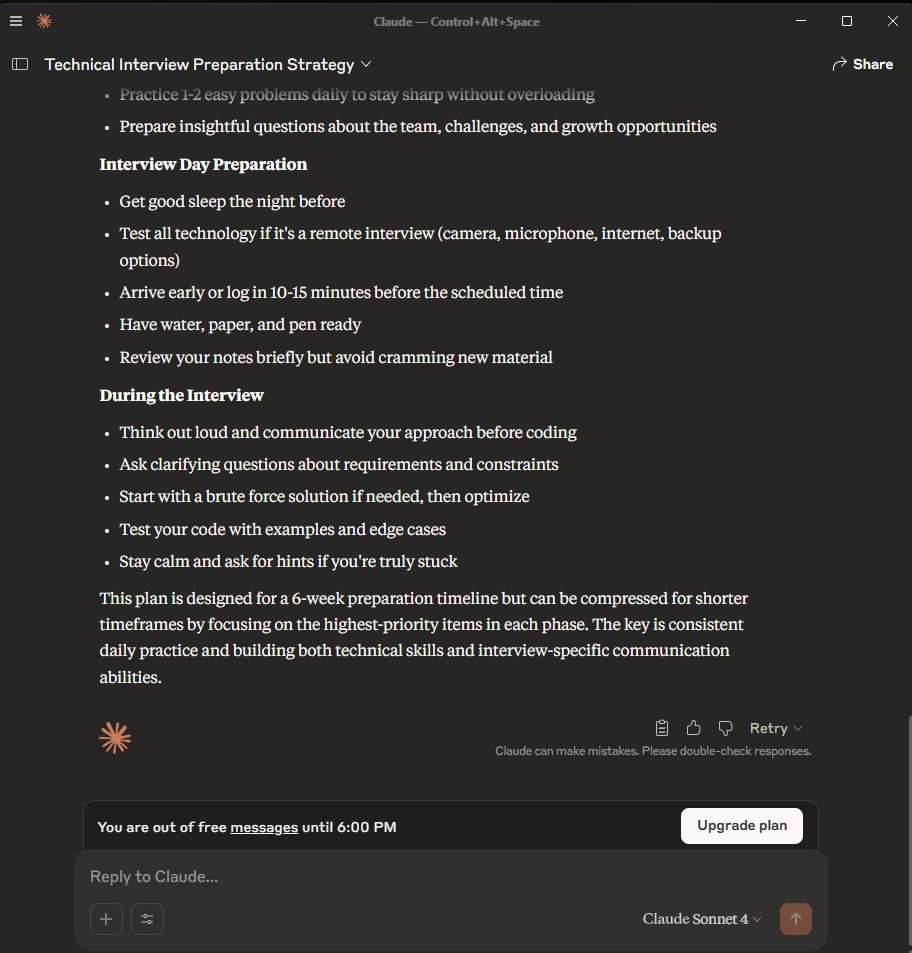 Claude — Control+Alt+Space
Technical Interview Preparation Strategy
Share
• Practice 1-2 easy problems daily to stay sharp without overloading
• Prepare insightful questions about the team, challenges, and growth opportunities
Interview Day Preparation
• Get good sleep the night before
• Test all technology if it's a remote interview (camera, microphone, internet, backup
options)
• Arrive early or log in 10-15 minutes before the scheduled time
• Have water, paper, and pen ready
• Review your notes briefly but avoid cramming new material
During the Interview
• Think out loud and communicate your approach before coding
• Ask clarifying questions about requirements and constraints
• Start with a brute force solution if needed, then optimize
• Test your code with examples and edge cases
• Stay calm and ask for hints if you're truly stuck
This plan is designed for a 6-week preparation timeline but can be compressed for shorter
timeframes by focusing on the highest-priority items in each phase. The key is consistent
daily practice and building both technical skills and interview-specific communication
abilities.
Retry
Claude can make mistakes. Please double-check responses.
You are out of free messages until 6:00 PM
Upgrade plan
Reply to Claude...
Claude Sonnet 4